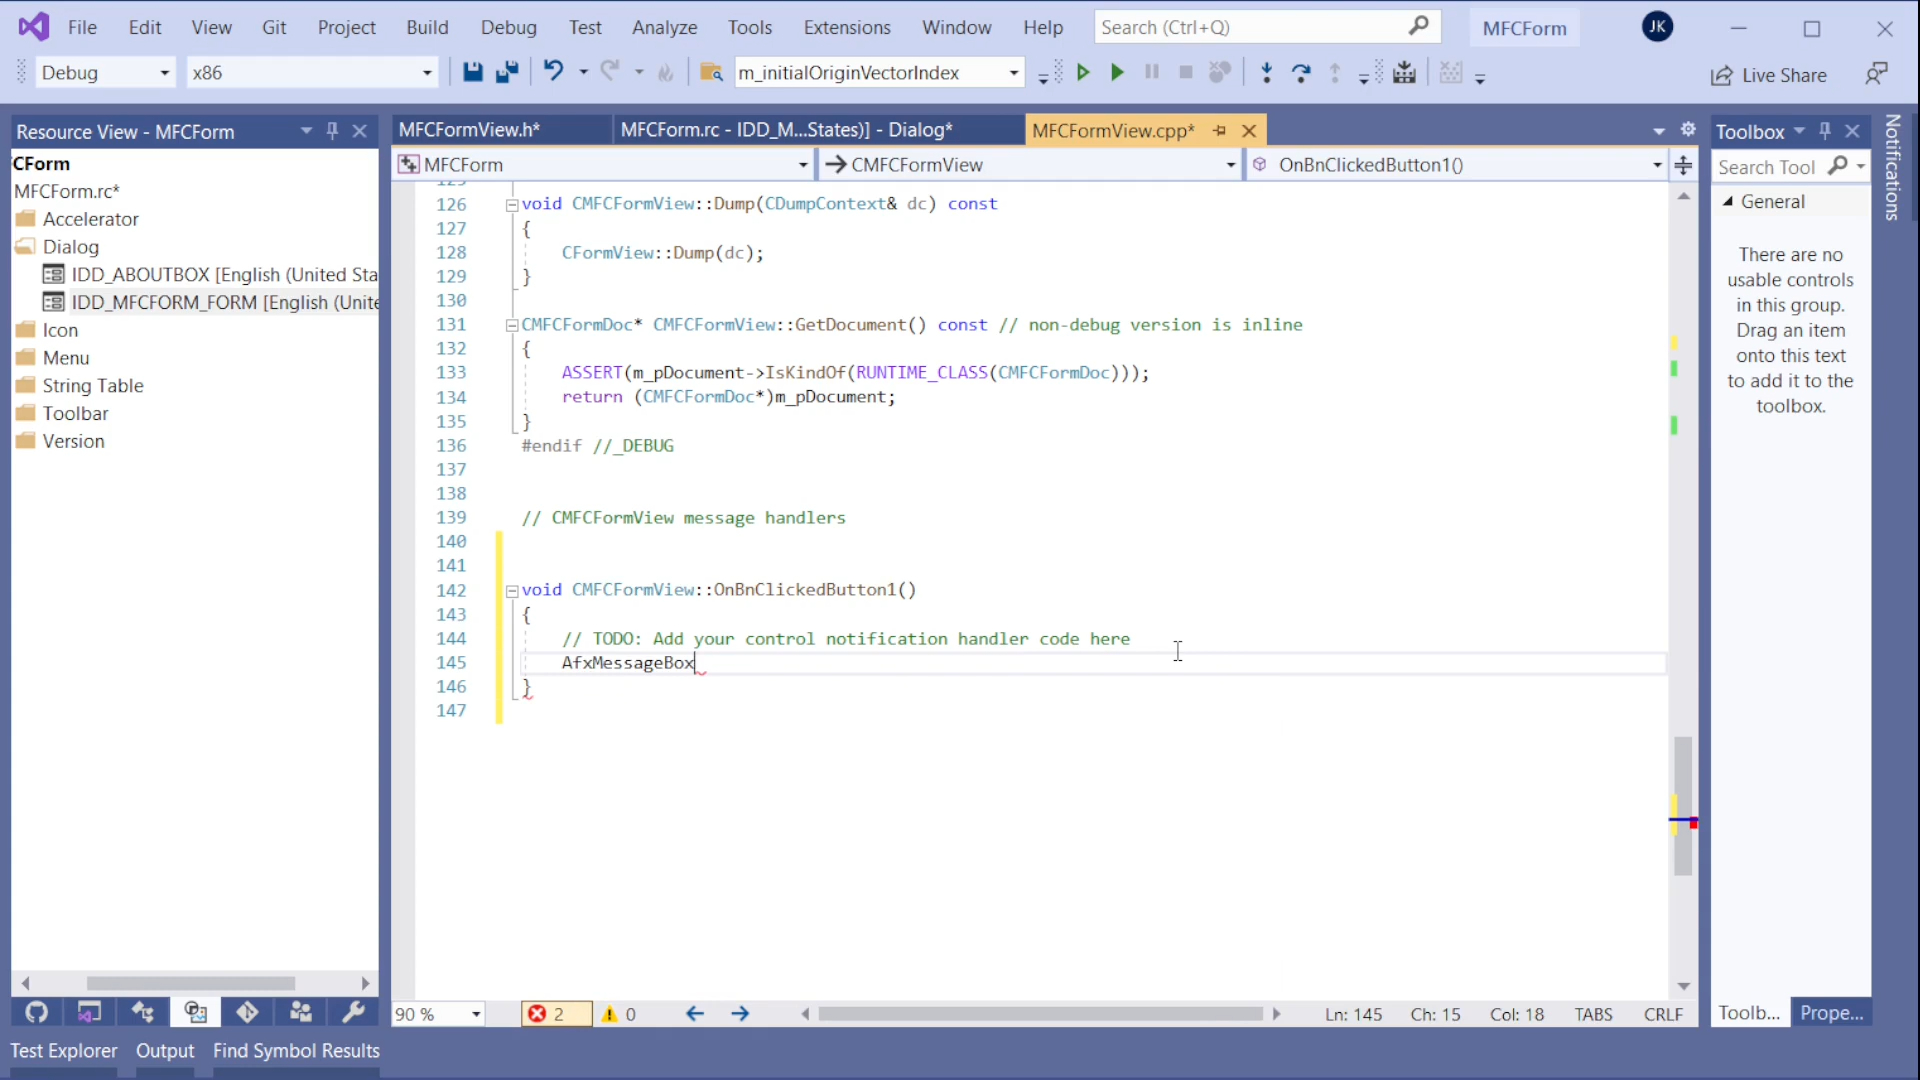 File Edit View Git Project Build Debug Test Analyze Tools Extensions Window Help Search (Ctrl+Q) MFCForm JK
Debug x86 m_initialOriginVectorIndex Live Share
Resource View - MFCForm
CForm
MFCForm.rc*
Accelerator
Dialog
IDD_ABOUTBOX [English (United Sta
IDD_MFCFORM_FORM [English (Unite
Icon
Menu
String Table
Toolbar
Version
MFCFormView.h* MFCForm.rc - IDD_M...States)] - Dialog* MFCFormView.cpp*
MFCForm CMFCFormView OnBnClickedButton1()
125
126 void CMFCFormView::Dump(CDumpContext& dc) const
127 {
128 CFormView::Dump(dc);
129 }
130
131 CMFCFormDoc* CMFCFormView::GetDocument() const // non-debug version is inline
132 {
133 ASSERT(m_pDocument->IsKindOf(RUNTIME_CLASS(CMFCFormDoc)));
134 return (CMFCFormDoc*)m_pDocument;
135 }
136 #endif //_DEBUG
137
138
139 // CMFCFormView message handlers
140
141
142 void CMFCFormView::OnBnClickedButton1()
143 {
144 // TODO: Add your control notification handler code here
145 AfxMessageBox
146 }
147
90 % 2 0 Ln: 145 Ch: 15 Col: 18 TABS CRLF
Toolbox
Search Tool
General
There are no
usable controls
in this group.
Drag an item
onto this text
to add it to the
toolbox.
Toolb... Prope...
Notifications
Test Explorer Output Find Symbol Results